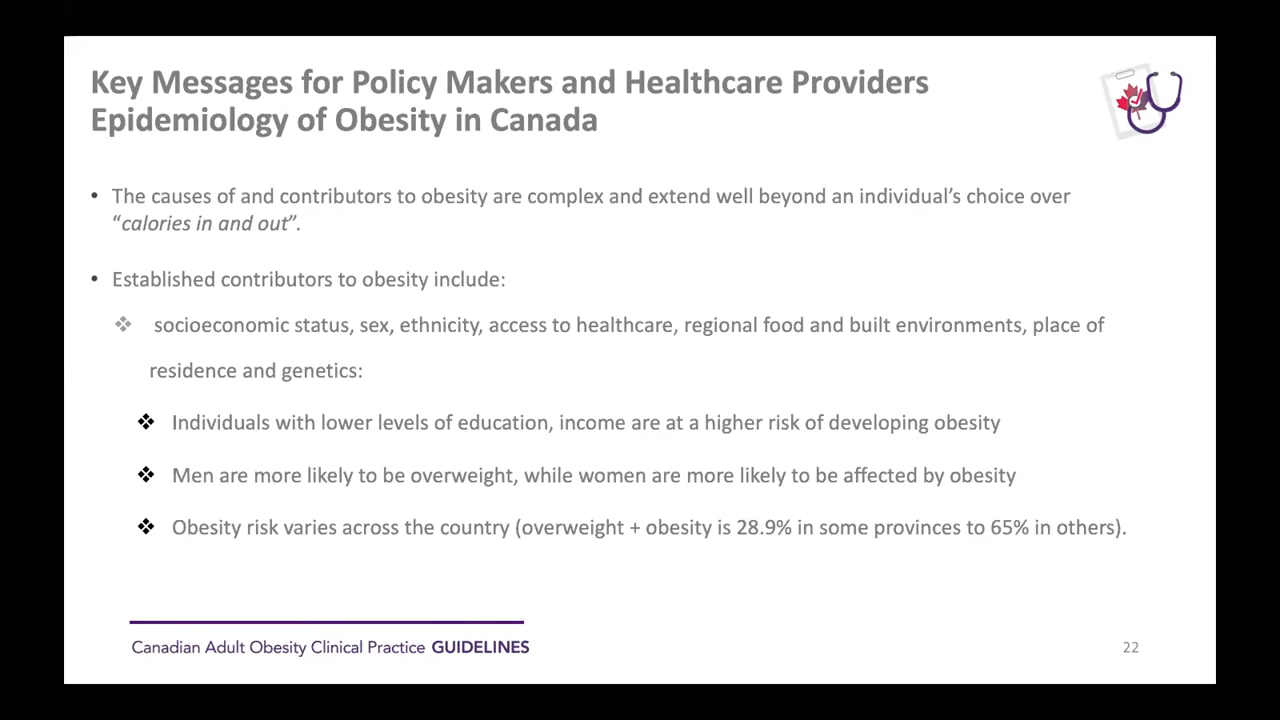 Key Messages for Policy Makers and Healthcare Providers
Epidemiology of Obesity in Canada
• The causes of and contributors to obesity are complex and extend well beyond an individual’s choice over
“calories in and out”.
• Established contributors to obesity include:
❖ socioeconomic status, sex, ethnicity, access to healthcare, regional food and built environments, place of
residence and genetics:
❖ Individuals with lower levels of education, income are at a higher risk of developing obesity
❖ Men are more likely to be overweight, while women are more likely to be affected by obesity
❖ Obesity risk varies across the country (overweight + obesity is 28.9% in some provinces to 65% in others).
Canadian Adult Obesity Clinical Practice GUIDELINES
22